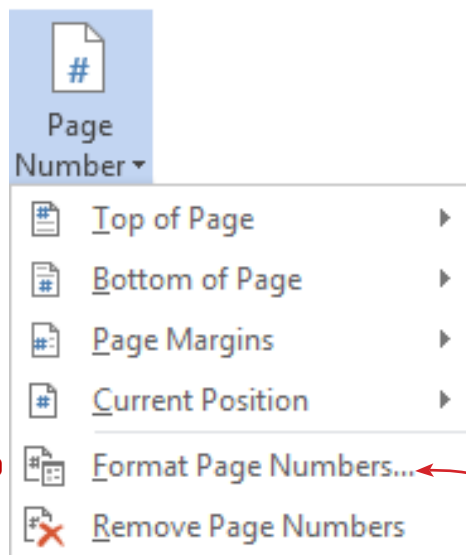 #
Page
Number
Top of Page
Bottom of Page
Page Margins
Current Position
Format Page Numbers...
Remove Page Numbers